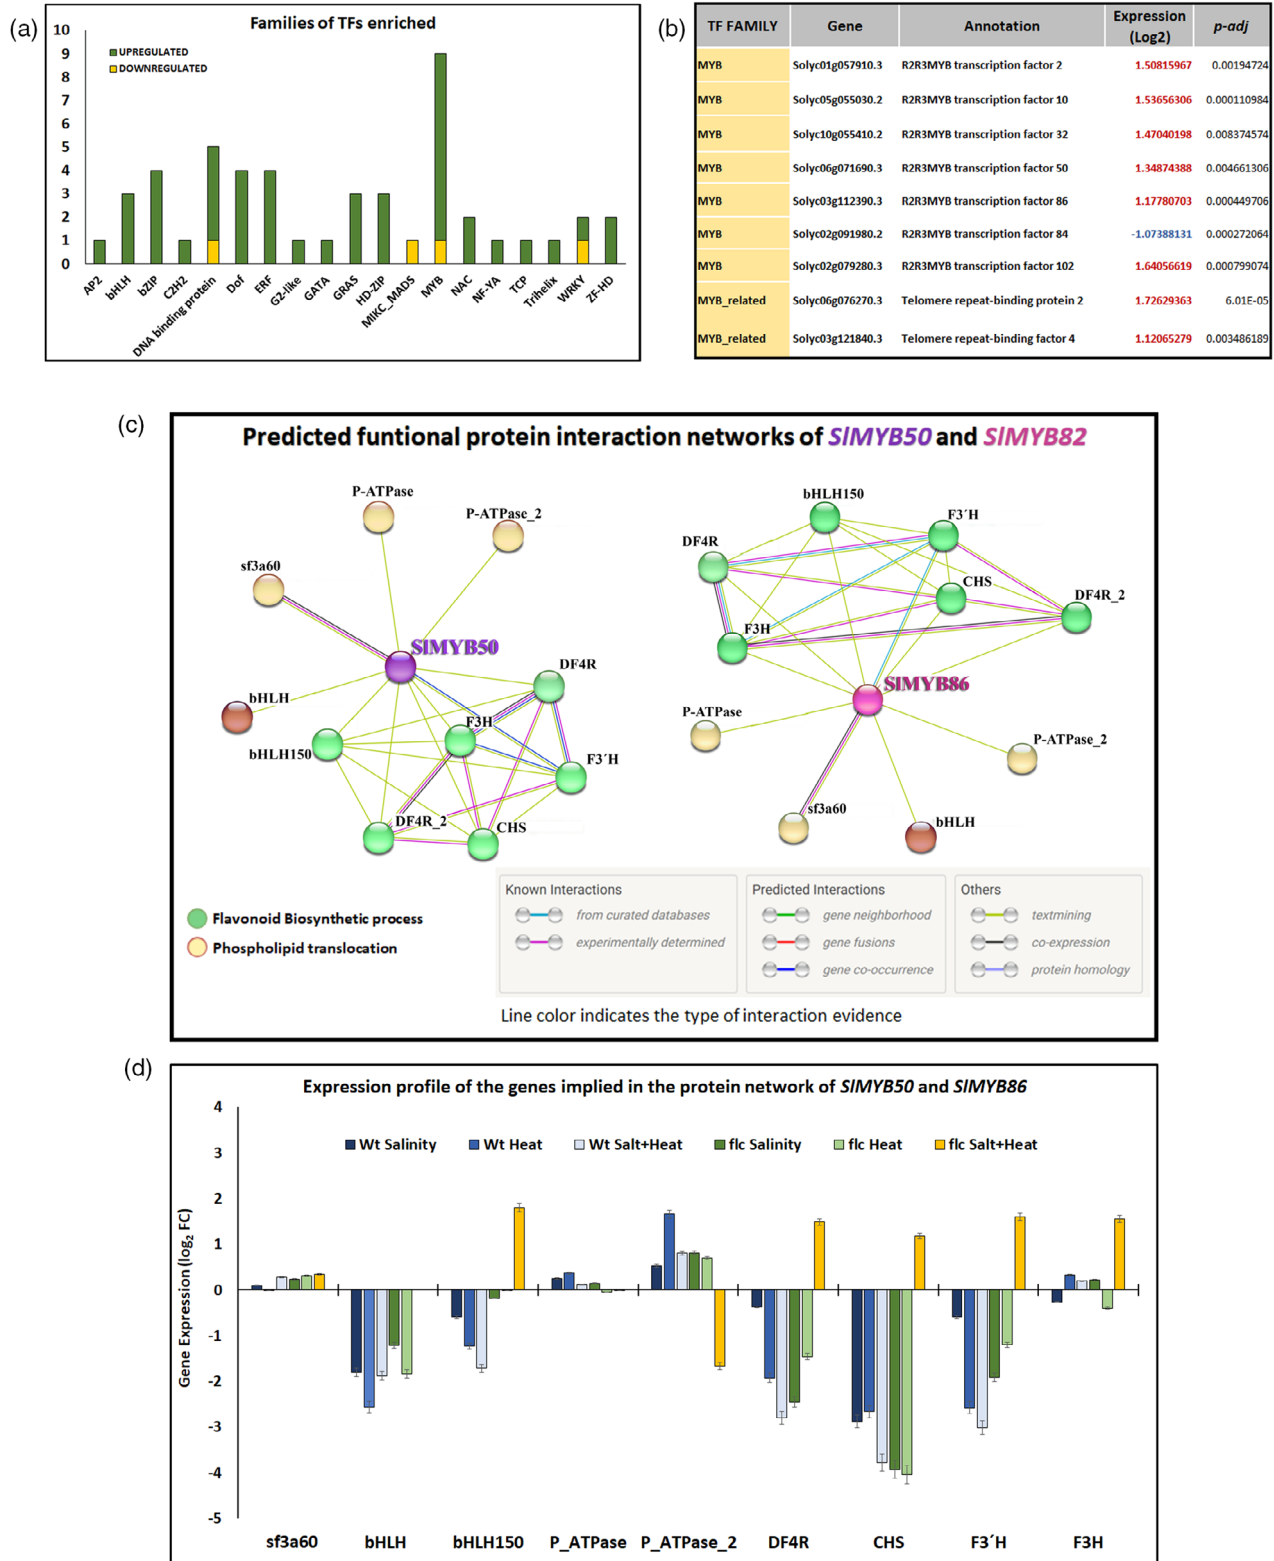 (a)
Families of TFs enriched
UPREGULATED
DOWNREGULATED
10
9
8
7
6
5
4
3
2
1
0
AP2
bHLH
bZIP
C2H2
DNA binding protein
Dof
ERF
G2-like
GATA
GRAS
HD-ZIP
MIKC_MADS
MYB
NAC
NF-YA
TCP
Trihelix
WRKY
ZF-HD
(b)
TF FAMILY Gene Annotation Expression (Log2) p-adj
MYB Solyc01g057910.3 R2R3MYB transcription factor 2 1.50815967 0.00194724
MYB Solyc05g055030.2 R2R3MYB transcription factor 10 1.53656306 0.000110984
MYB Solyc10g055410.2 R2R3MYB transcription factor 32 1.47040198 0.008374574
MYB Solyc06g071690.3 R2R3MYB transcription factor 50 1.34874388 0.004661306
MYB Solyc03g112390.3 R2R3MYB transcription factor 86 1.17780703 0.000449706
MYB Solyc02g091980.2 R2R3MYB transcription factor 84 -1.07388131 0.000272064
MYB Solyc02g079280.3 R2R3MYB transcription factor 102 1.64056619 0.000799074
MYB_related Solyc06g076270.3 Telomere repeat-binding protein 2 1.72629363 6.01E-05
MYB_related Solyc03g121840.3 Telomere repeat-binding factor 4 1.12065279 0.003486189
(c)
Predicted funtional protein interaction networks of SlMYB50 and SlMYB82
P-ATPase
P-ATPase_2
sf3a60
SlMYB50
bHLH
bHLH150
DF4R
F3H
F3´H
DF4R_2
CHS
bHLH150
F3´H
DF4R
CHS
DF4R_2
F3H
SlMYB86
P-ATPase
P-ATPase_2
sf3a60
bHLH
Flavonoid Biosynthetic process
Phospholipid translocation
Known Interactions
from curated databases
experimentally determined
Predicted Interactions
gene neighborhood
gene fusions
gene co-occurrence
Others
textmining
co-expression
protein homology
Line color indicates the type of interaction evidence
(d)
Expression profile of the genes implied in the protein network of SlMYB50 and SlMYB86
Wt Salinity Wt Heat Wt Salt+Heat flc Salinity flc Heat flc Salt+Heat
Gene Expression (log2 FC)
4
3
2
1
0
-1
-2
-3
-4
-5
sf3a60 bHLH bHLH150 P_ATPase P_ATPase_2 DF4R CHS F3´H F3H